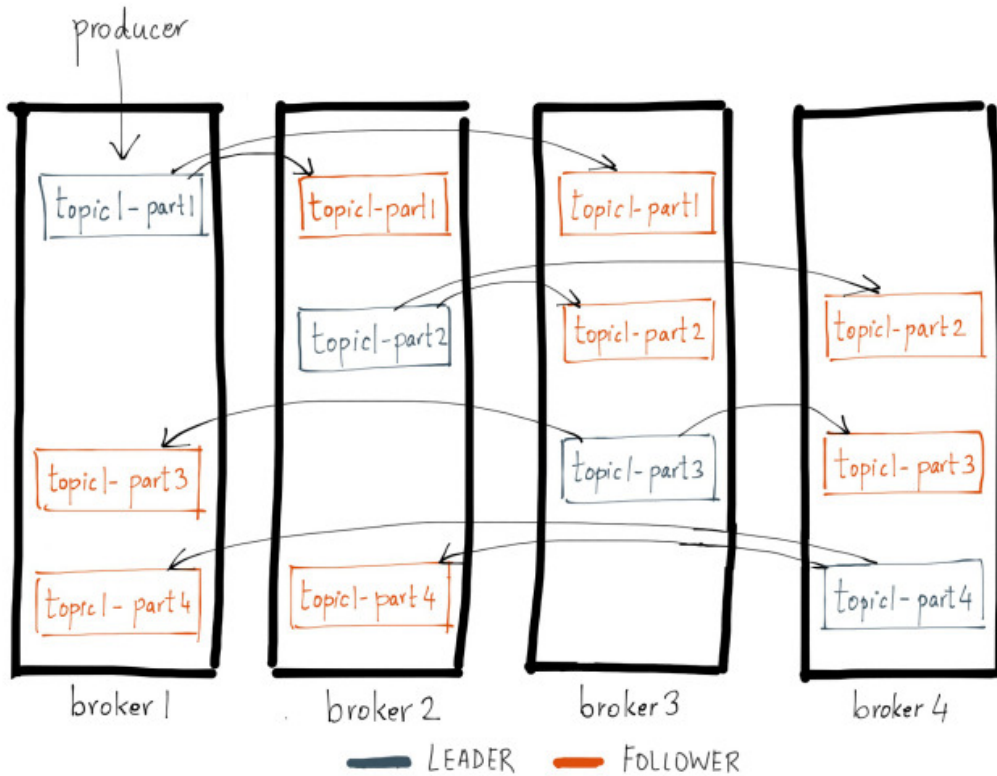 producer
topic1-part1
topic1-part1
topic1-part1
topic1-part2
topic1-part2
topic1-part2
topic1- part3
topic1-part3
topic1-part3
topic1- part4
topic1- part4
topic1-part4
broker 1
broker 2
broker 3
broker 4
LEADER
FOLLOWER